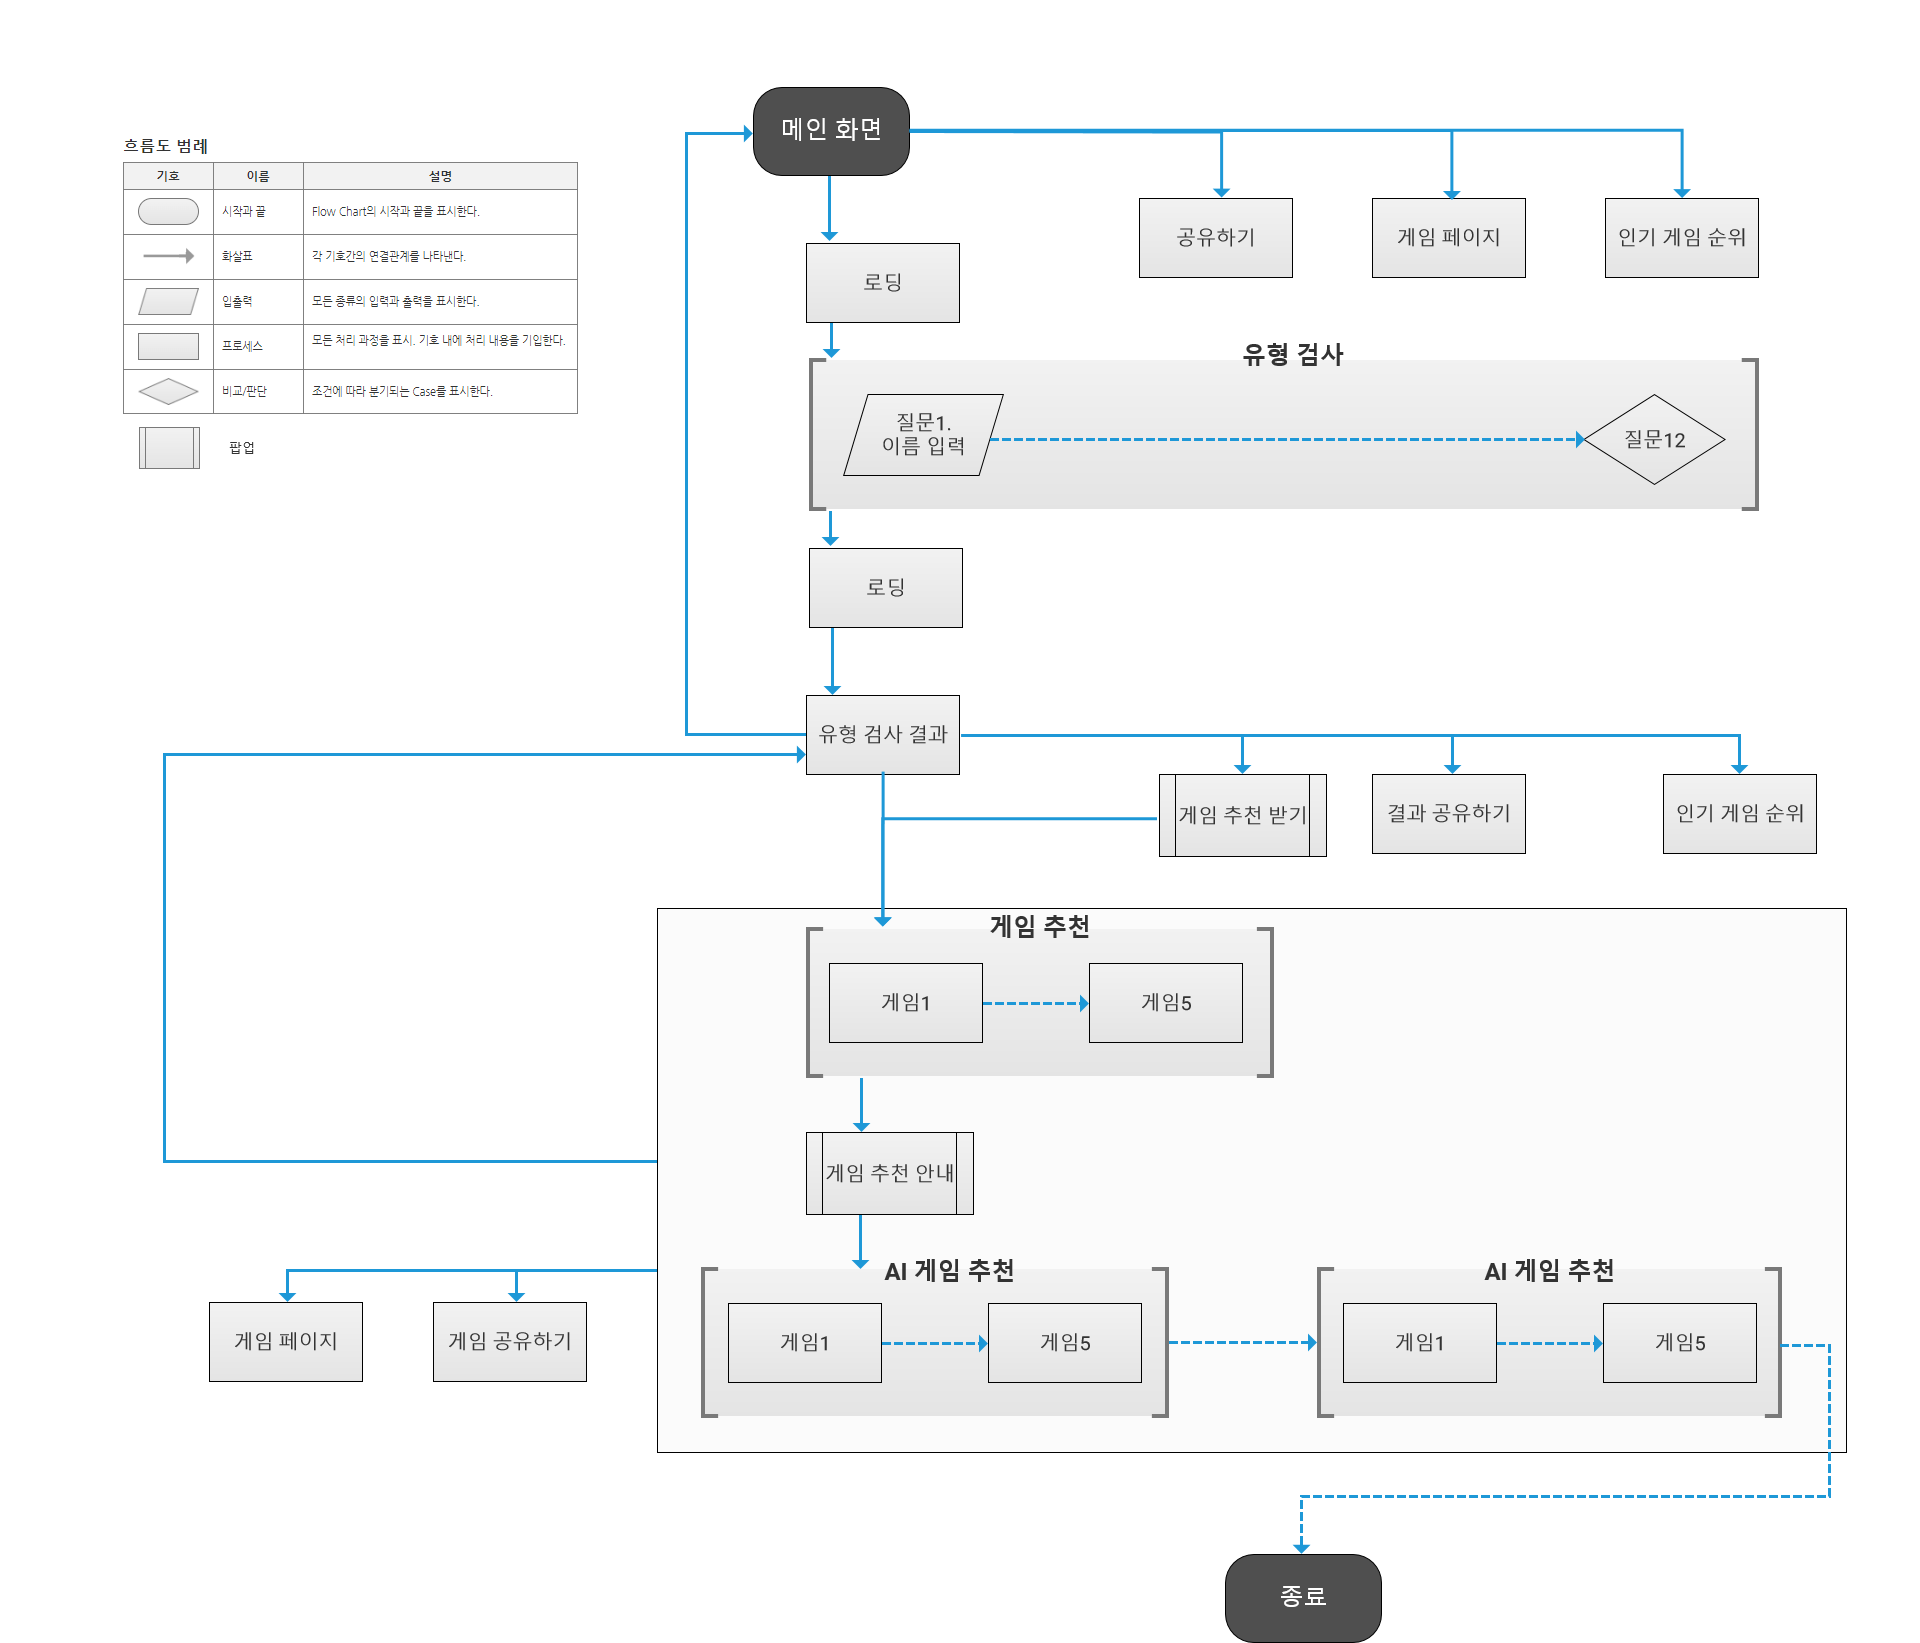 메인 화면
흐름도 범례
기호 이름 설명
시작과 끝 Flow Chart의 시작과 끝을 표시한다.
화살표 각 기호간의 연결관계를 나타낸다.
입출력 모든 종류의 입력과 출력을 표시한다.
프로세스 모든 처리 과정을 표시. 기호 내에 처리 내용을 기입한다.
비교/판단 조건에 따라 분기되는 Case를 표시한다.
팝업
공유하기
게임 페이지
인기 게임 순위
로딩
유형 검사
질문1.
이름 입력
질문12
로딩
유형 검사 결과
게임 추천 받기
결과 공유하기
인기 게임 순위
게임 추천
게임1
게임5
게임 추천 안내
게임 페이지
게임 공유하기
AI 게임 추천
게임1
게임5
AI 게임 추천
게임1
게임5
종료